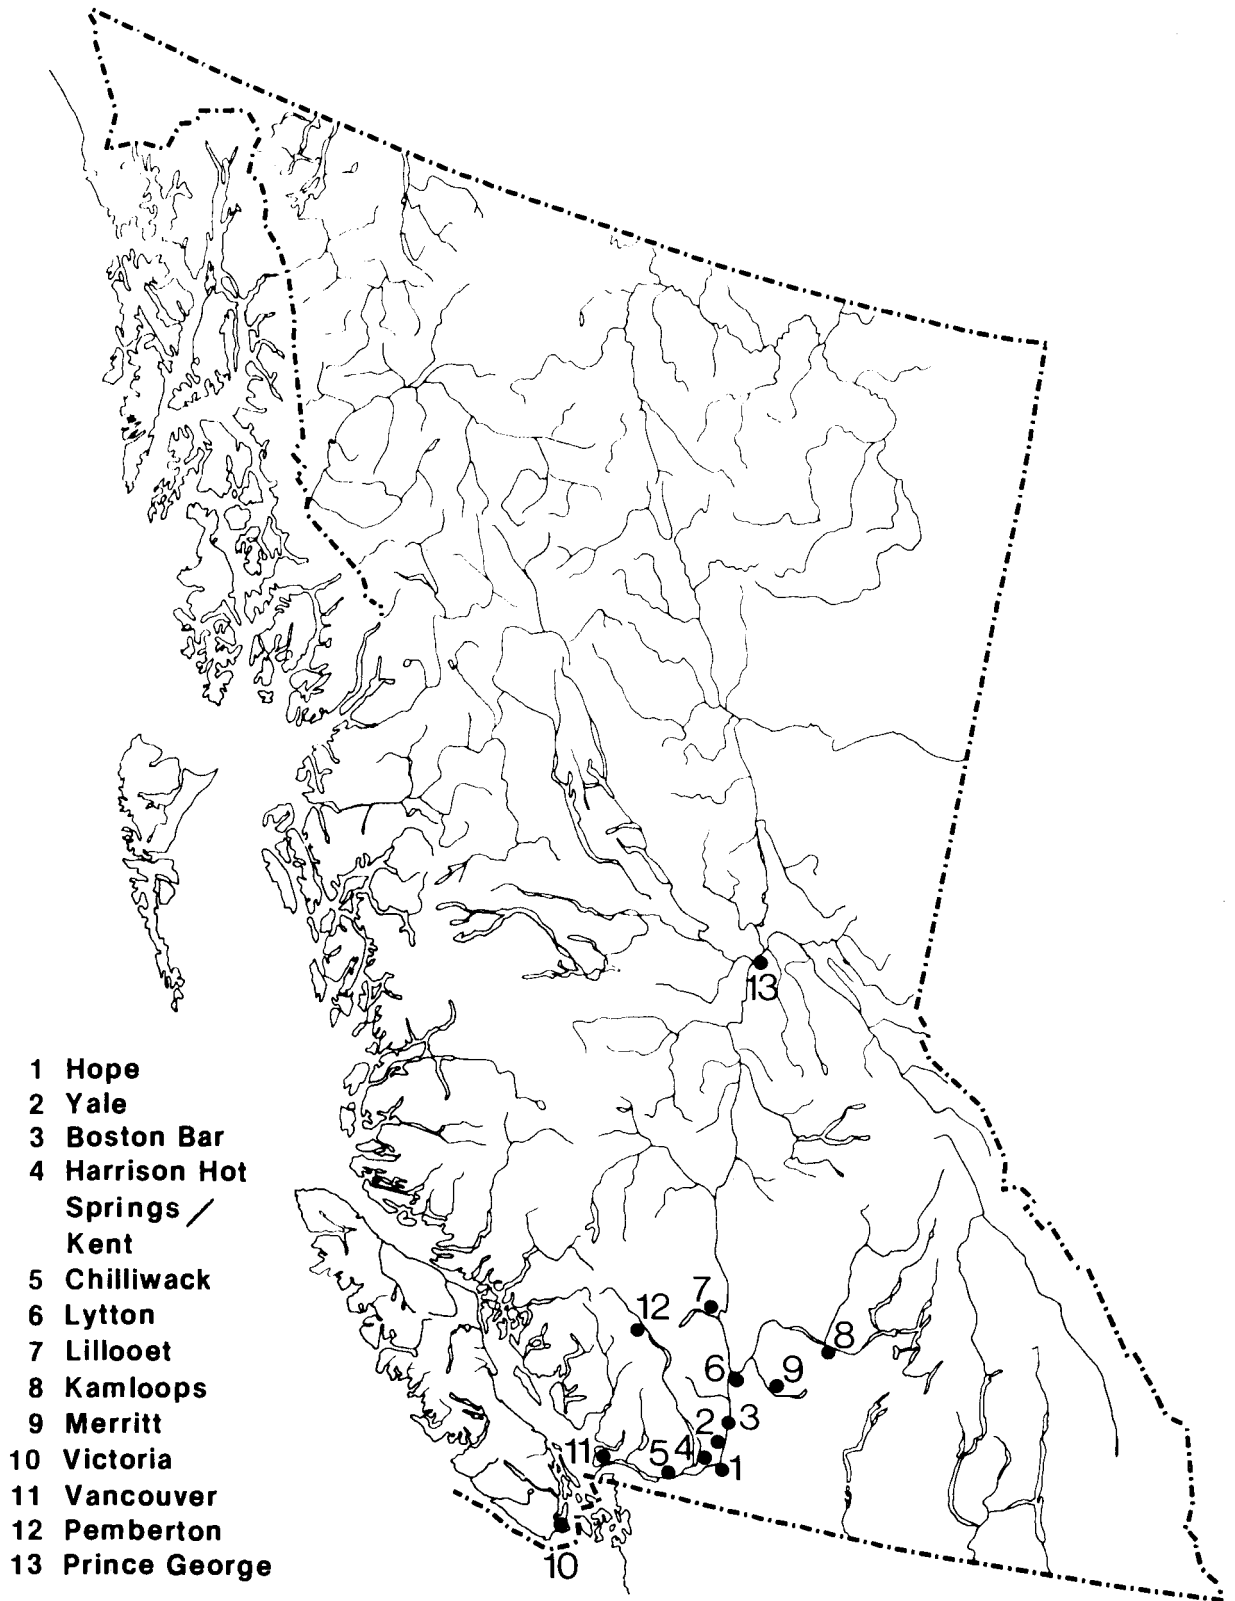 13
1 Hope
2 Yale
3 Boston Bar
4 Harrison Hot
Springs /
Kent
5 Chilliwack
6 Lytton
7 Lillooet
8 Kamloops
9 Merritt
10 Victoria
11 Vancouver
12 Pemberton
13 Prince George
7
12
8
6
9
2
3
11
5
4
1
10